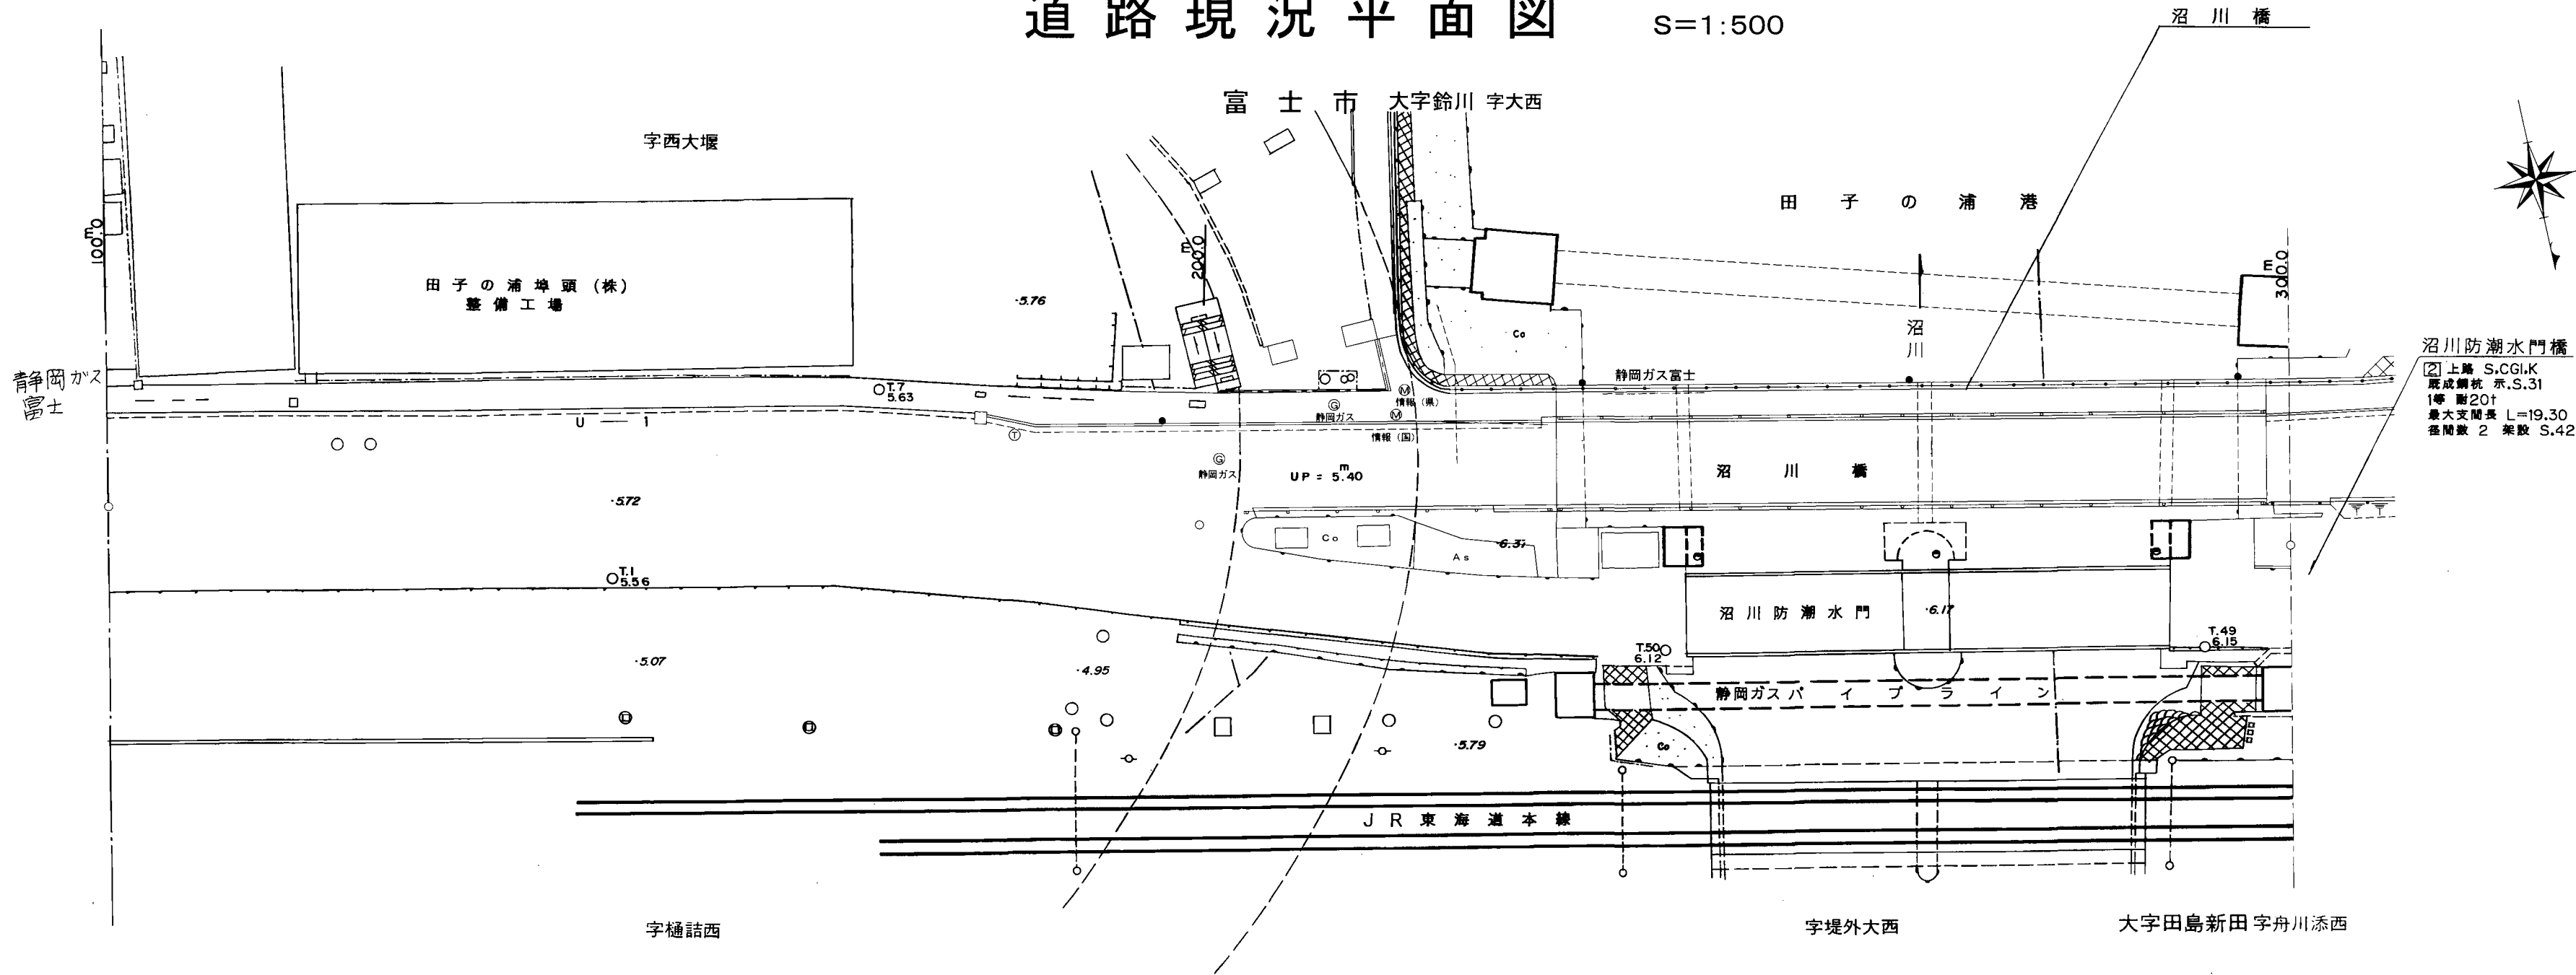 道路現況平面図 S=1:500
沼川橋
富士市 大字鈴川 字大西
字西大堰
田子の浦港
100.0m
200.0m
300.0m
田子の浦埠頭(株)
整備工場
·5.76
Co
沼川
沼川防潮水門橋
2 上路 S.CGl.K
既成鋼杭 示.S.31
1等 耐20t
最大支間長 L=19.30
径間数 2 架設 S.42
静岡ガス
富士
T.7
5.63
静岡ガス富士
M
情報(県)
G
静岡ガス
M
情報(国)
U — 1
T
G
静岡ガス
UP = 5.40m
沼川橋
·5.72
Co
As
·6.31
T.1
5.56
沼川防潮水門
·6.17
T.50
6.12
T.49
6.15
·5.07
·4.95
静岡ガスパイプライン
·5.79
Co
JR東海道本線
字樋詰西
字堤外大西
大字田島新田 字舟川添西